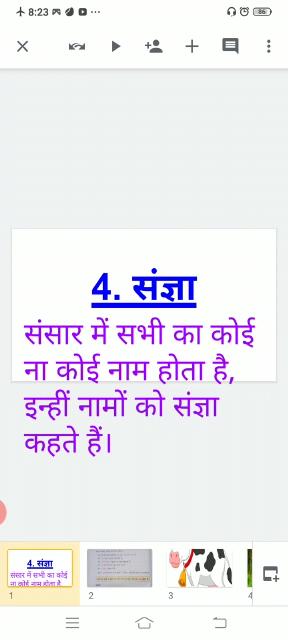 8:23
86
4. संज्ञा
संसार में सभी का कोई
ना कोई नाम होता है,
इन्हीं नामों को संज्ञा
कहते हैं।
4. संज्ञा
संसार में सभी का कोई
ना कोई नाम होता है,
1
2
3
4